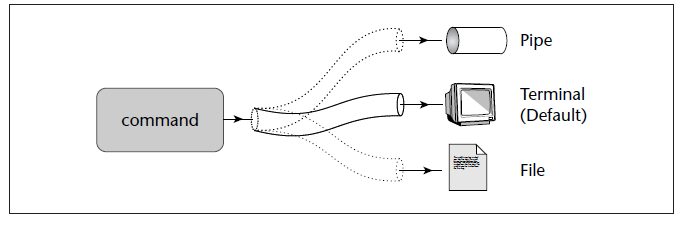 Pipe
command
Terminal
(Default)
File